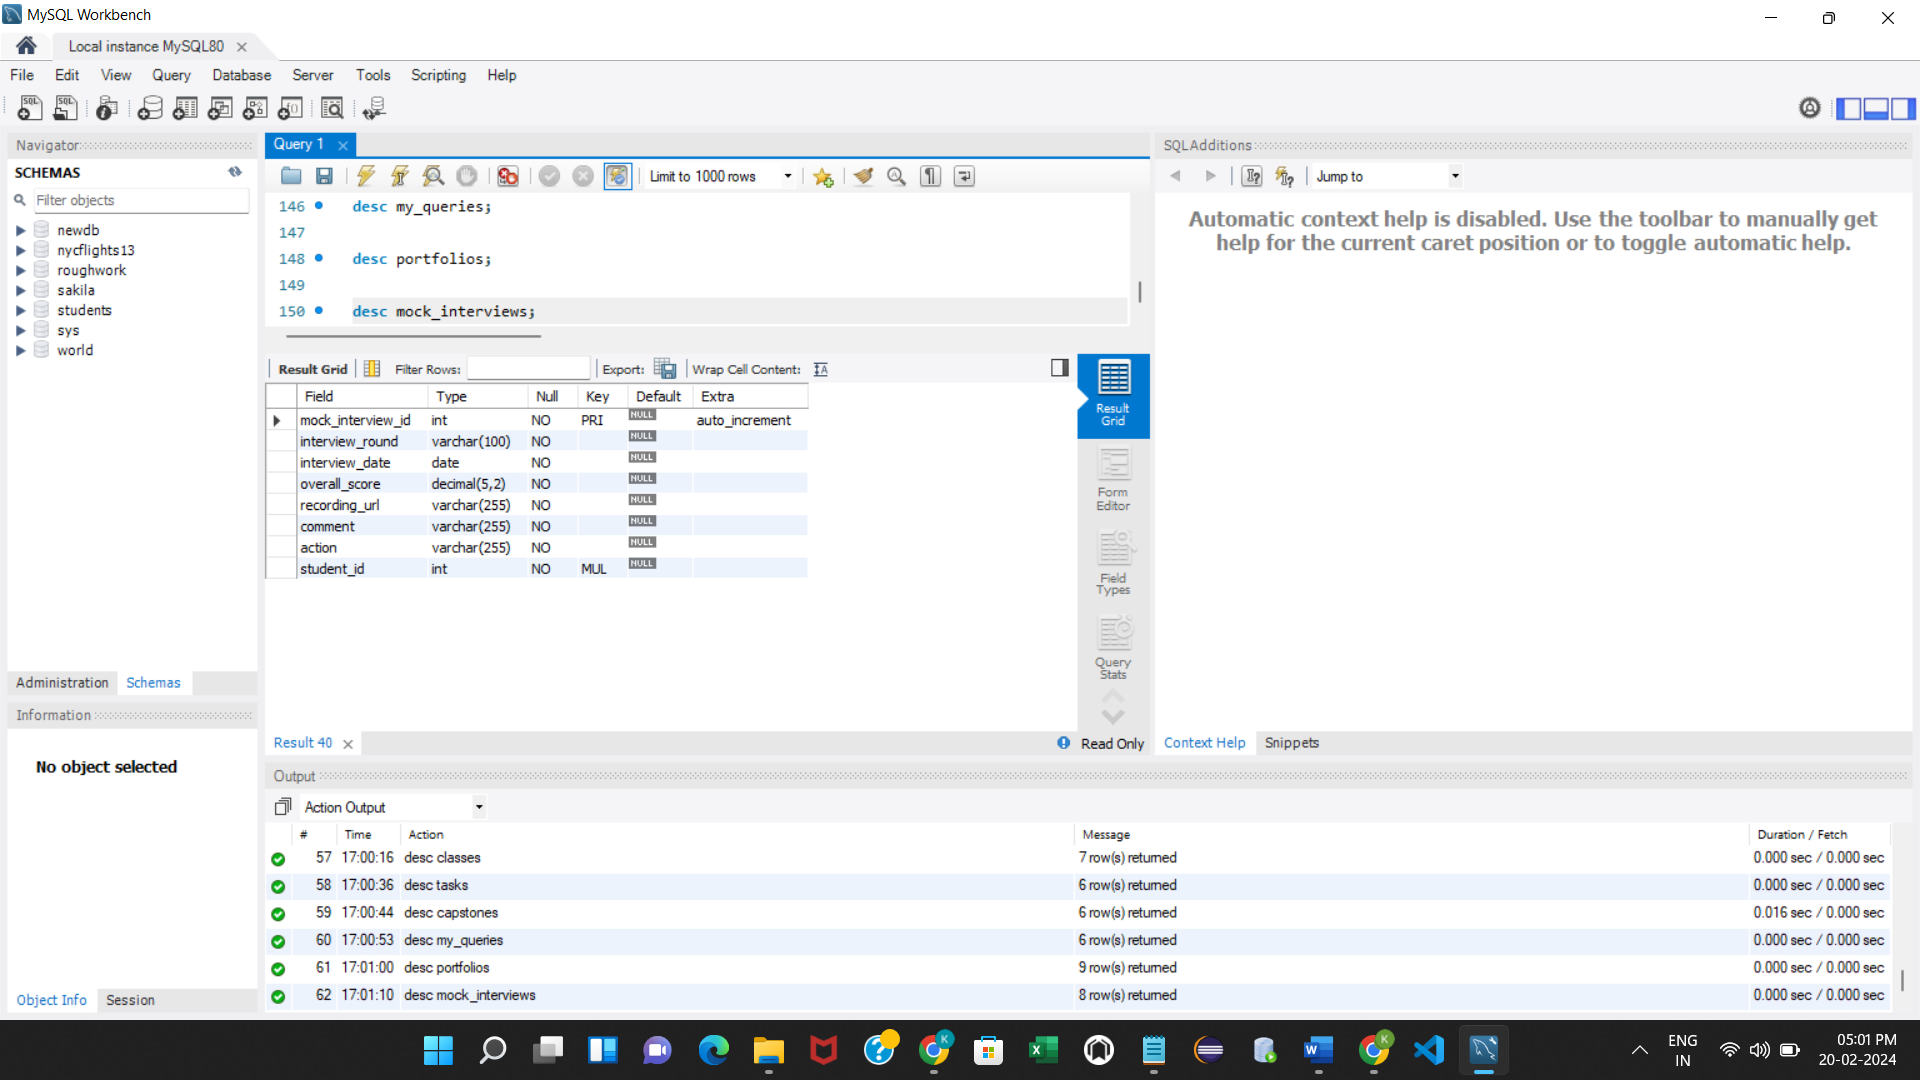 MySQL Workbench
Local instance MySQL80
File Edit View Query Database Server Tools Scripting Help
Navigator
SCHEMAS
Filter objects
newdb
nycflights13
roughwork
sakila
students
sys
world
Administration Schemas
Information
No object selected
Object Info Session
Query 1
Limit to 1000 rows
146 desc my_queries;
147
148 desc portfolios;
149
150 desc mock_interviews;
Result Grid Filter Rows: Export: Wrap Cell Content:
Field Type Null Key Default Extra
mock_interview_id int NO PRI NULL auto_increment
interview_round varchar(100) NO NULL
interview_date date NO NULL
overall_score decimal(5,2) NO NULL
recording_url varchar(255) NO NULL
comment varchar(255) NO NULL
action varchar(255) NO NULL
student_id int NO MUL NULL
Result
Grid
Form
Editor
Field
Types
Query
Stats
Result 40
Read Only
SQLAdditions
Jump to
Automatic context help is disabled. Use the toolbar to manually get
help for the current caret position or to toggle automatic help.
Context Help Snippets
Output
Action Output
# Time Action Message Duration / Fetch
57 17:00:16 desc classes 7 row(s) returned 0.000 sec / 0.000 sec
58 17:00:36 desc tasks 6 row(s) returned 0.000 sec / 0.000 sec
59 17:00:44 desc capstones 6 row(s) returned 0.016 sec / 0.000 sec
60 17:00:53 desc my_queries 6 row(s) returned 0.000 sec / 0.000 sec
61 17:01:00 desc portfolios 9 row(s) returned 0.000 sec / 0.000 sec
62 17:01:10 desc mock_interviews 8 row(s) returned 0.000 sec / 0.000 sec
ENG
IN
05:01 PM
20-02-2024